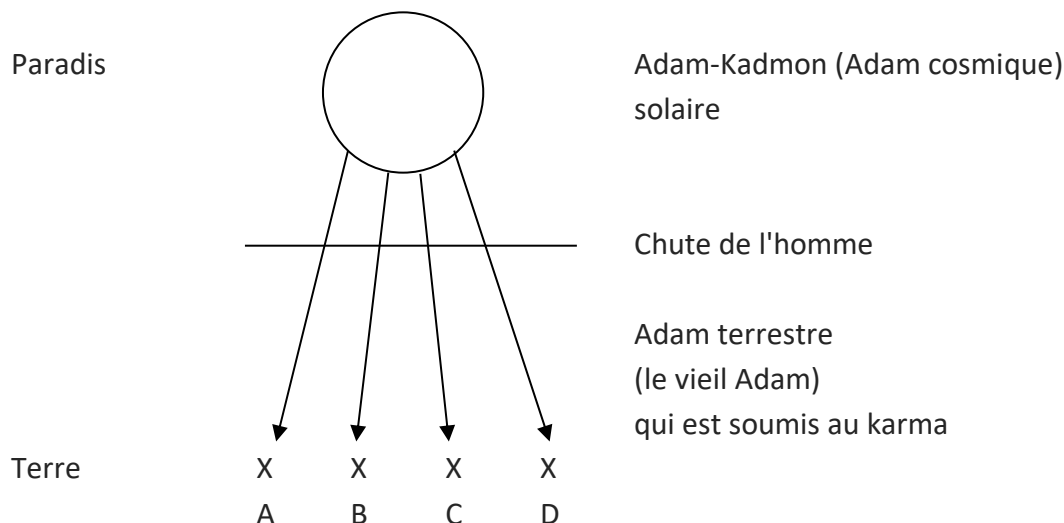 Paradis
Adam-Kadmon (Adam cosmique)
solaire
Chute de l'homme
Adam terrestre
(le vieil Adam)
qui est soumis au karma
Terre X X X X
A B C D